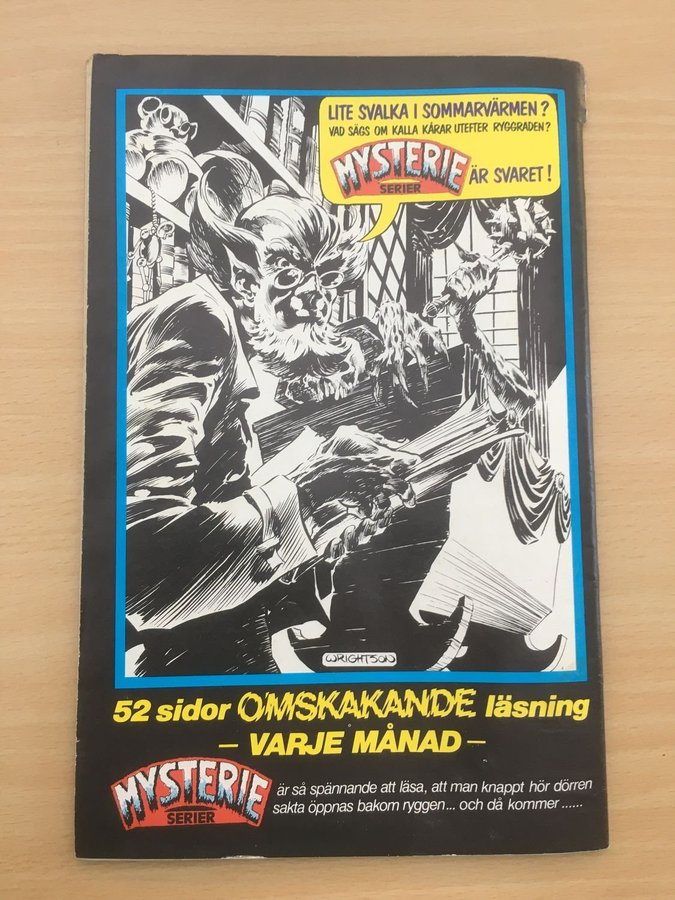 LITE SVALKA I SOMMARVÄRMEN?
VAD SÄGS OM KALLA KÅRAR UTEFTER RYGGRADEN?
MYSTERIE
SERIER
ÄR SVARET!
WRIGHTSON
52 sidor OMSKAKANDE läsning
– VARJE MÅNAD –
MYSTERIE
SERIER
är så spännande att läsa, att man knappt hör dörren
sakta öppnas bakom ryggen... och då kommer ......